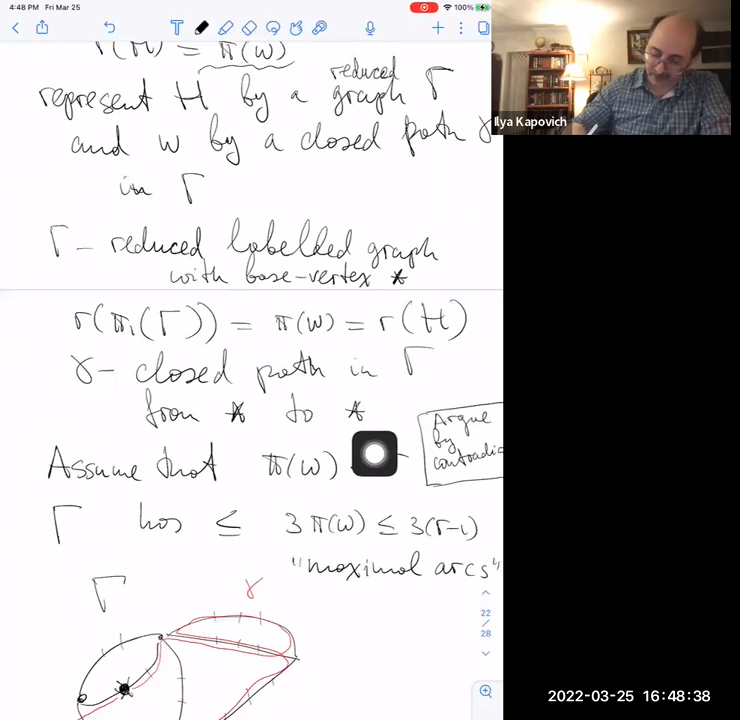 4:48 PM Fri Mar 25
100%
r(H) = π(w)
reduced
represent H by a graph Γ
and w by a closed path γ
in Γ
Γ – reduced labelled graph
with base-vertex *
r(π₁(Γ)) = π(w) = r(H)
γ – closed path in Γ
from * to *
Argue
by
contradic
Assume that π(w)
Γ has ≤ 3π(w) ≤ 3(r-1)
"maximal arcs"
Γ γ
22
/
28
Ilya Kapovich
2022-03-25 16:48:38